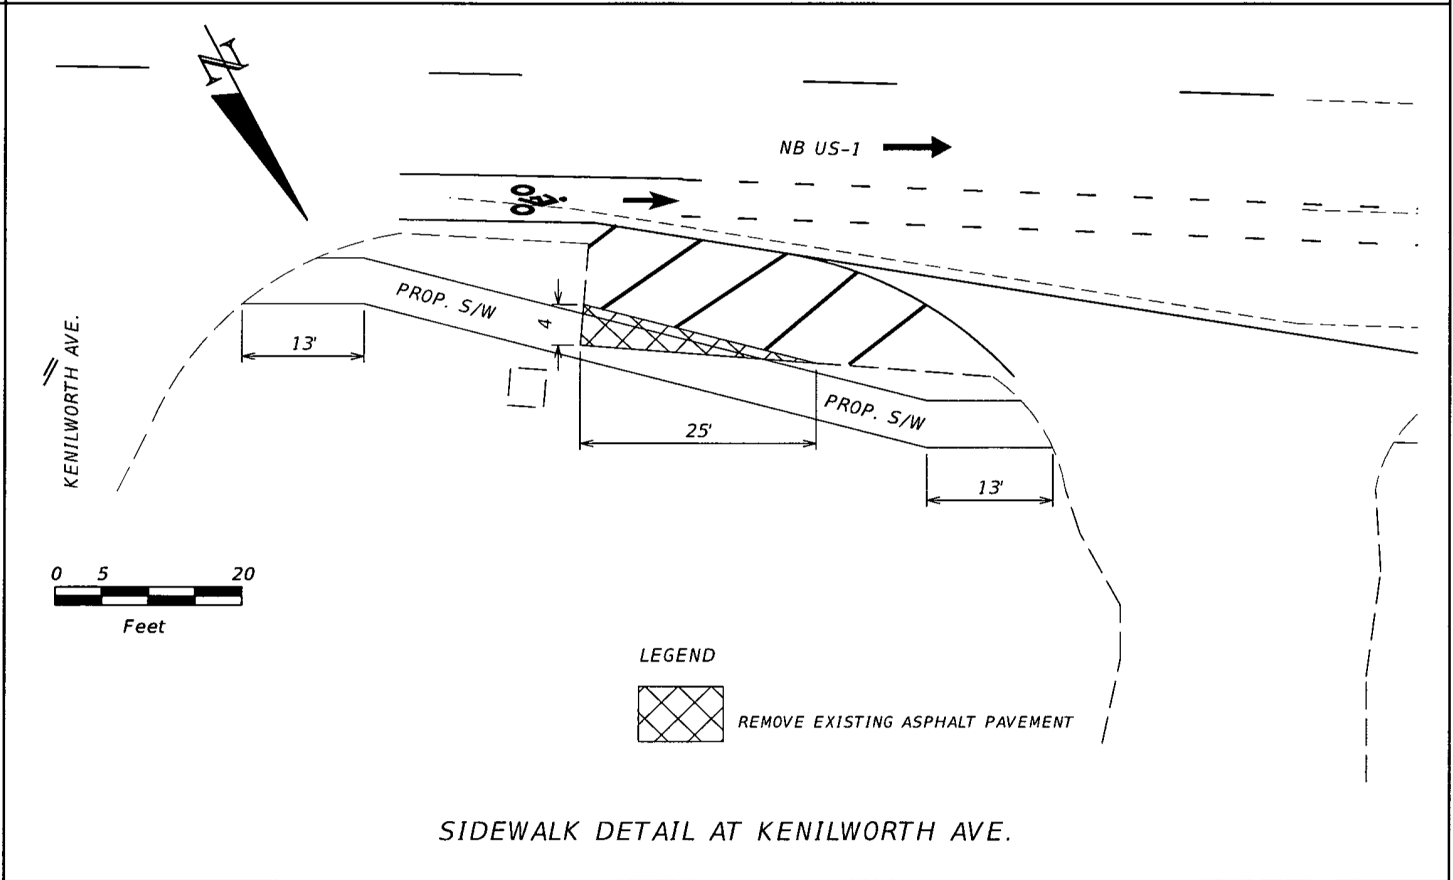 N
NB US-1
PROP. S/W
4
13'
KENILWORTH AVE.
PROP. S/W
25'
13'
0 5 20
Feet
LEGEND
REMOVE EXISTING ASPHALT PAVEMENT
SIDEWALK DETAIL AT KENILWORTH AVE.